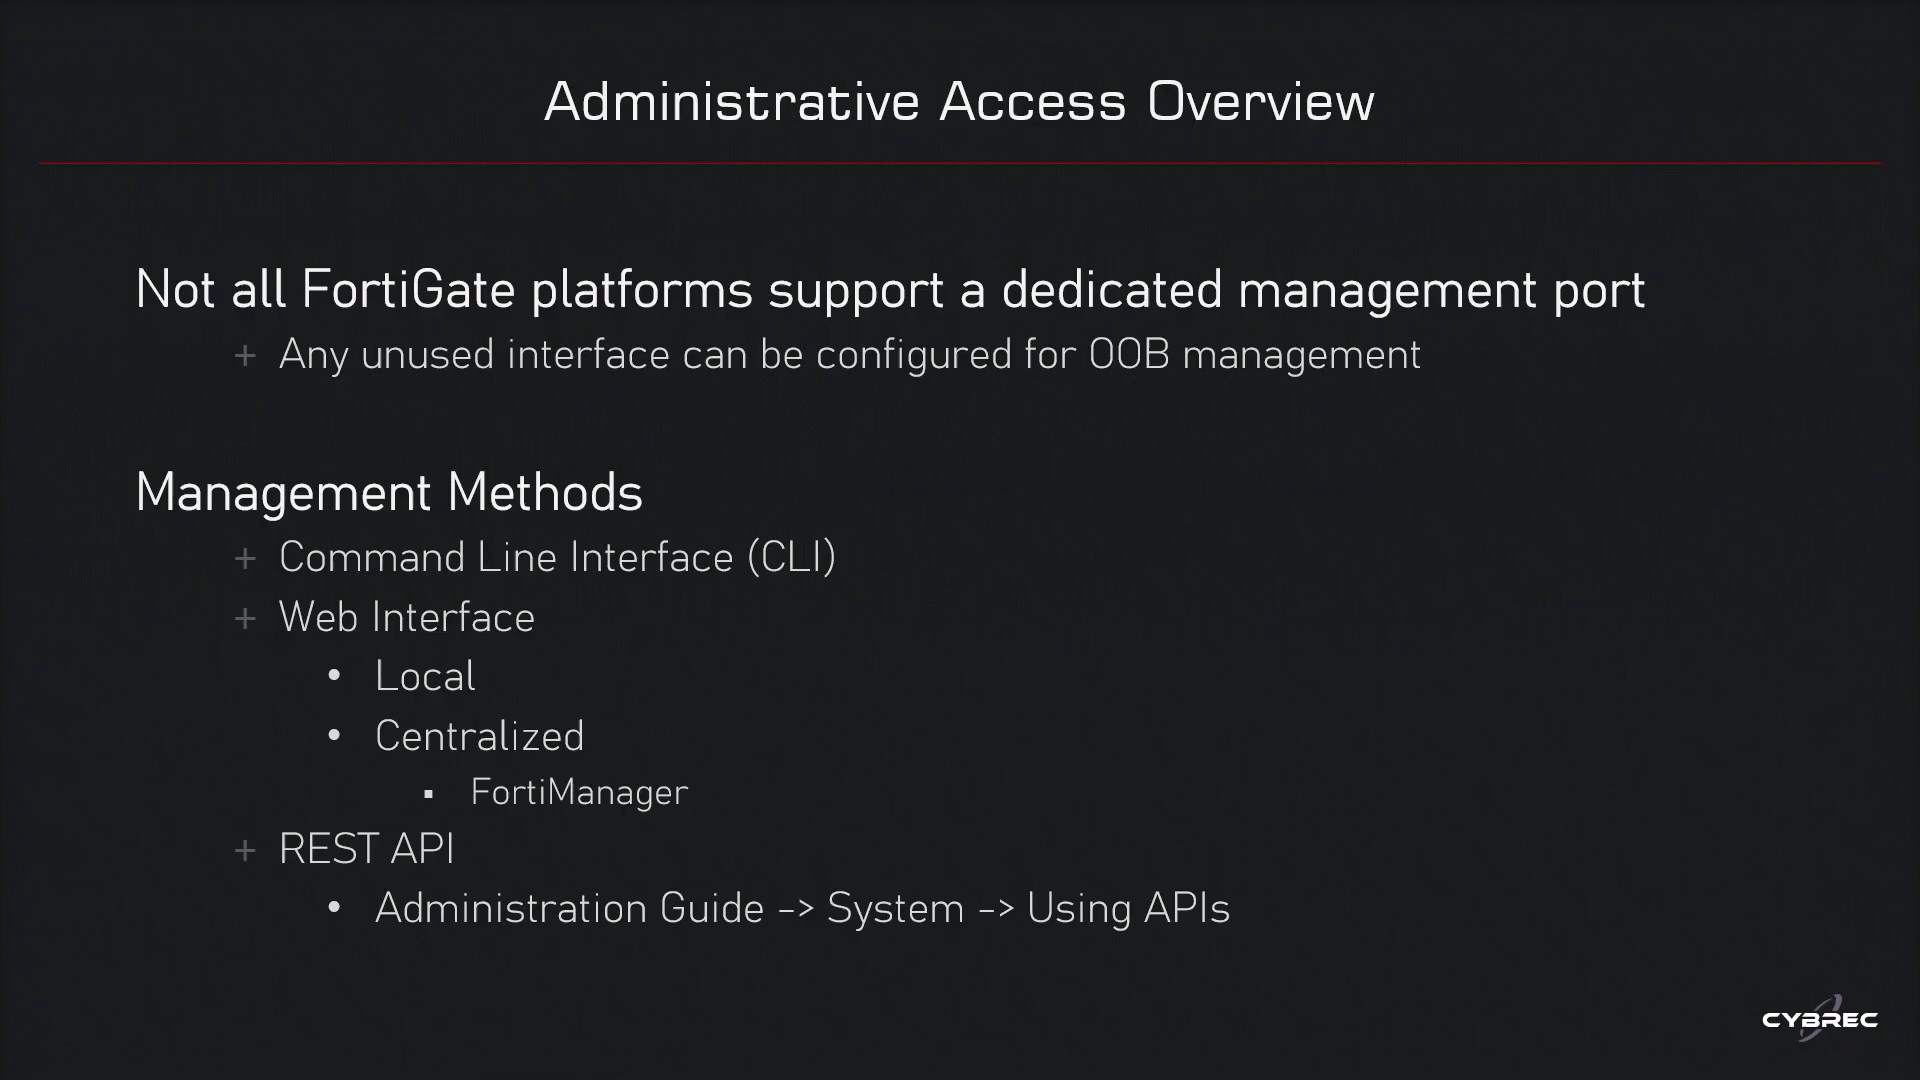 Administrative Access Overview
Not all FortiGate platforms support a dedicated management port
+ Any unused interface can be configured for OOB management
Management Methods
+ Command Line Interface (CLI)
+ Web Interface
• Local
• Centralized
▪ FortiManager
+ REST API
• Administration Guide -> System -> Using APIs
CYBREC